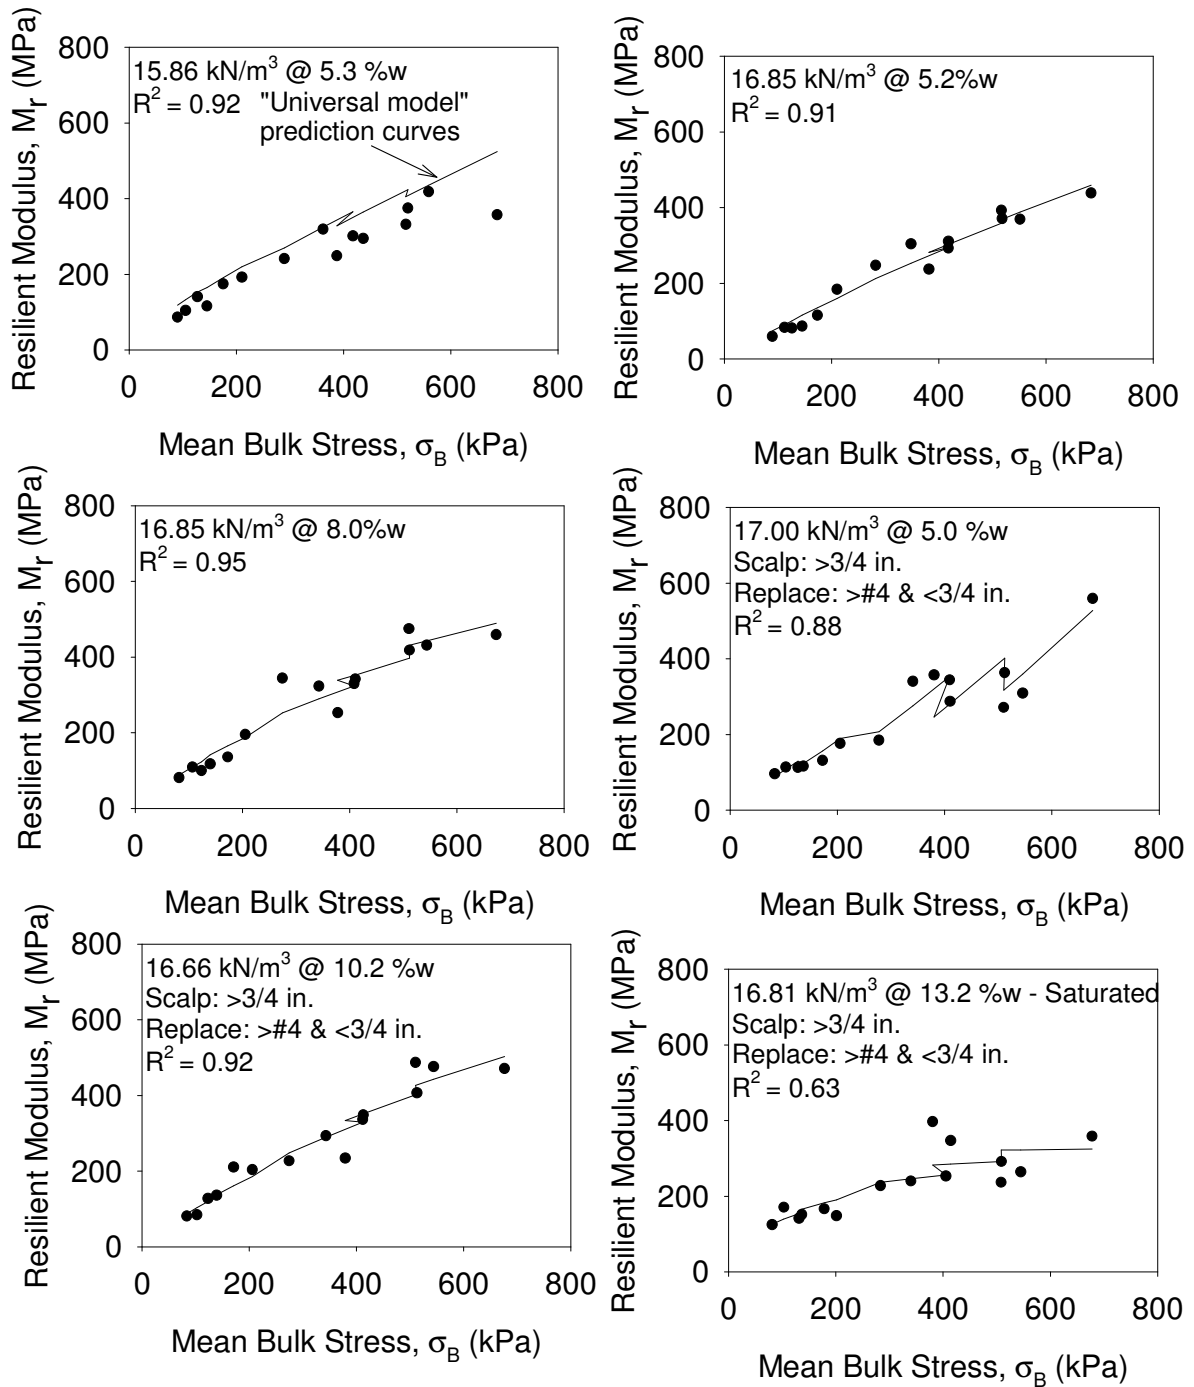 Resilient Modulus, Mr (MPa)
800
600
400
200
0
15.86 kN/m³ @ 5.3 %w
R² = 0.92
"Universal model"
prediction curves
0 200 400 600 800
Mean Bulk Stress, σB (kPa)
Resilient Modulus, Mr (MPa)
800
600
400
200
0
16.85 kN/m³ @ 5.2%w
R² = 0.91
0 200 400 600 800
Mean Bulk Stress, σB (kPa)
Resilient Modulus, Mr (MPa)
800
600
400
200
0
16.85 kN/m³ @ 8.0%w
R² = 0.95
0 200 400 600 800
Mean Bulk Stress, σB (kPa)
Resilient Modulus, Mr (MPa)
800
600
400
200
0
17.00 kN/m³ @ 5.0 %w
Scalp: >3/4 in.
Replace: >#4 & <3/4 in.
R² = 0.88
0 200 400 600 800
Mean Bulk Stress, σB (kPa)
Resilient Modulus, Mr (MPa)
800
600
400
200
0
16.66 kN/m³ @ 10.2 %w
Scalp: >3/4 in.
Replace: >#4 & <3/4 in.
R² = 0.92
0 200 400 600 800
Mean Bulk Stress, σB (kPa)
Resilient Modulus, Mr (MPa)
800
600
400
200
0
16.81 kN/m³ @ 13.2 %w - Saturated
Scalp: >3/4 in.
Replace: >#4 & <3/4 in.
R² = 0.63
0 200 400 600 800
Mean Bulk Stress, σB (kPa)